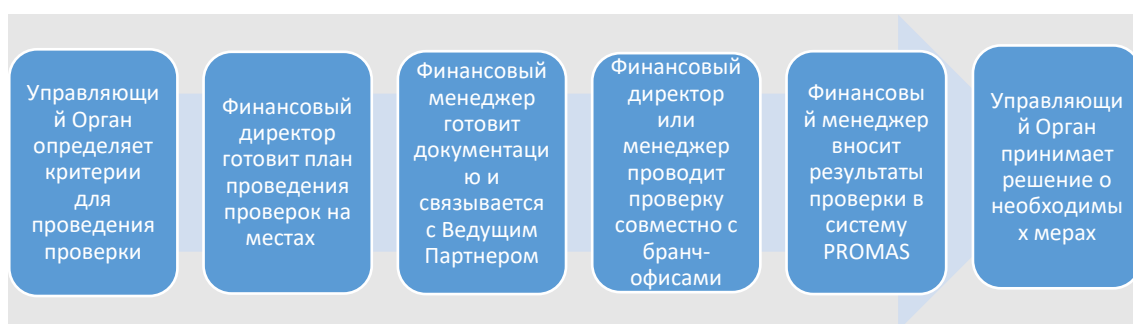 Управляющи
й Орган
определяет
критерии
для
проведения
проверки
Финансовый
директор
готовит план
проведения
проверок на
местах
Финансовый
менеджер
готовит
документаци
ю и
связывается
с Ведущим
Партнером
Финансовый
директор
или
менеджер
проводит
проверку
совместно с
бранч-
офисами
Финансовы
й менеджер
вносит
результаты
проверки в
систему
PROMAS
Управляющи
й Орган
принимает
решение о
необходимы
х мерах